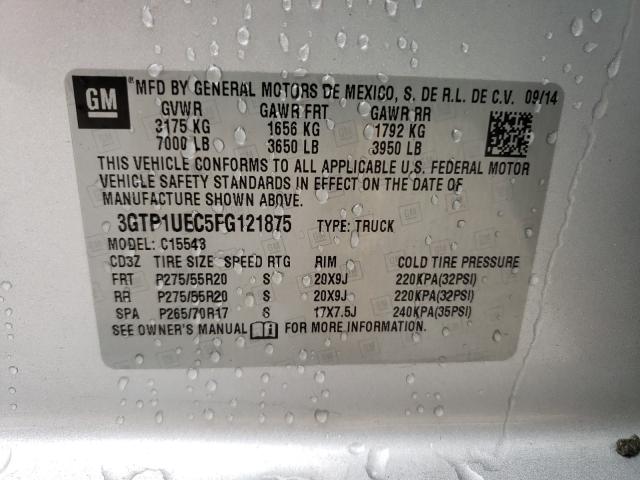 GM
MFD BY GENERAL MOTORS DE MEXICO, S. DE R.L. DE C.V. 09/14
GVWR GAWR FRT GAWR RR
3175 KG 1656 KG 1792 KG
7000 LB 3650 LB 3950 LB
THIS VEHICLE CONFORMS TO ALL APPLICABLE U.S. FEDERAL MOTOR
VEHICLE SAFETY STANDARDS IN EFFECT ON THE DATE OF
MANUFACTURE SHOWN ABOVE.
3GTP1UEC5FG121875 TYPE: TRUCK
MODEL: C15543
CD3Z TIRE SIZE SPEED RTG RIM COLD TIRE PRESSURE
FRT P275/55R20 S 20X9J 220KPA(32PSI)
RR P275/55R20 S 20X9J 220KPA(32PSI)
SPA P265/70R17 S 17X7.5J 240KPA(35PSI)
SEE OWNER'S MANUAL FOR MORE INFORMATION.